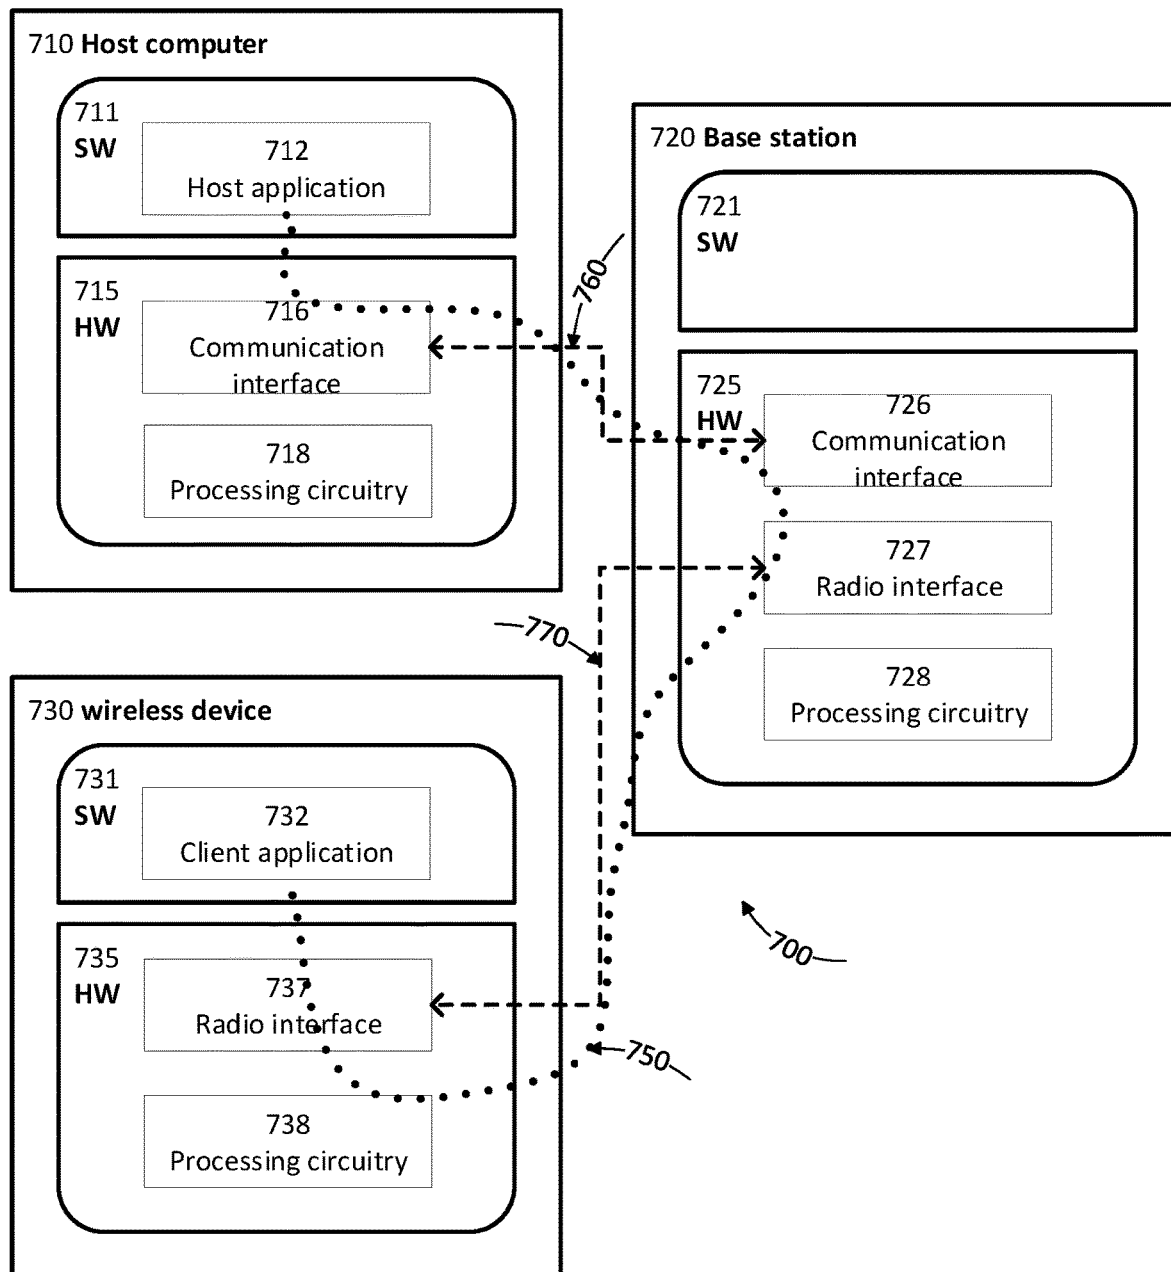 710 Host computer
711
SW
712
Host application
715
HW
716
Communication
interface
718
Processing circuitry
760
720 Base station
721
SW
725
HW
726
Communication
interface
727
Radio interface
728
Processing circuitry
770
730 wireless device
731
SW
732
Client application
735
HW
737
Radio interface
738
Processing circuitry
700
750